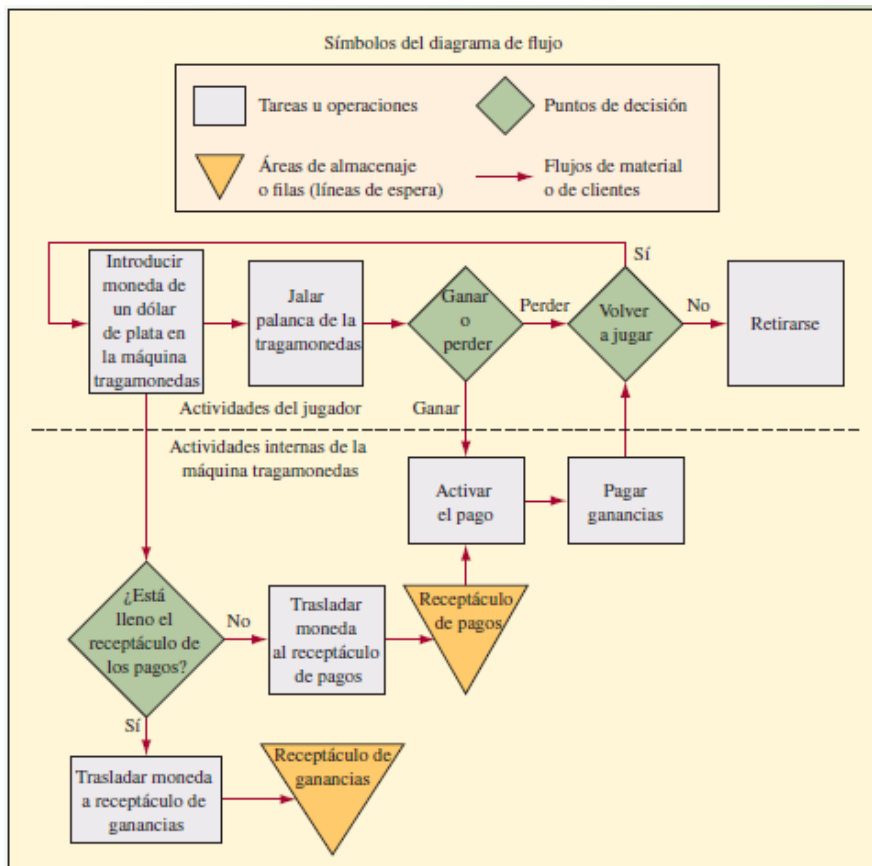 Símbolos del diagrama de flujo
Tareas u operaciones
Puntos de decisión
Áreas de almacenaje
o filas (líneas de espera)
Flujos de material
o de clientes
Sí
Introducir
moneda de
un dólar
de plata en
la máquina
tragamonedas
Jalar
palanca de la
tragamonedas
Ganar
o
perder
Perder
Volver
a jugar
No
Retirarse
Actividades del jugador
Ganar
Actividades internas de la
máquina tragamonedas
Activar
el pago
Pagar
ganancias
¿Está
lleno el
receptáculo de
los pagos?
No
Trasladar
moneda
al receptáculo
de pagos
Receptáculo
de pagos
Sí
Trasladar moneda
a receptáculo de
ganancias
Receptáculo de
ganancias